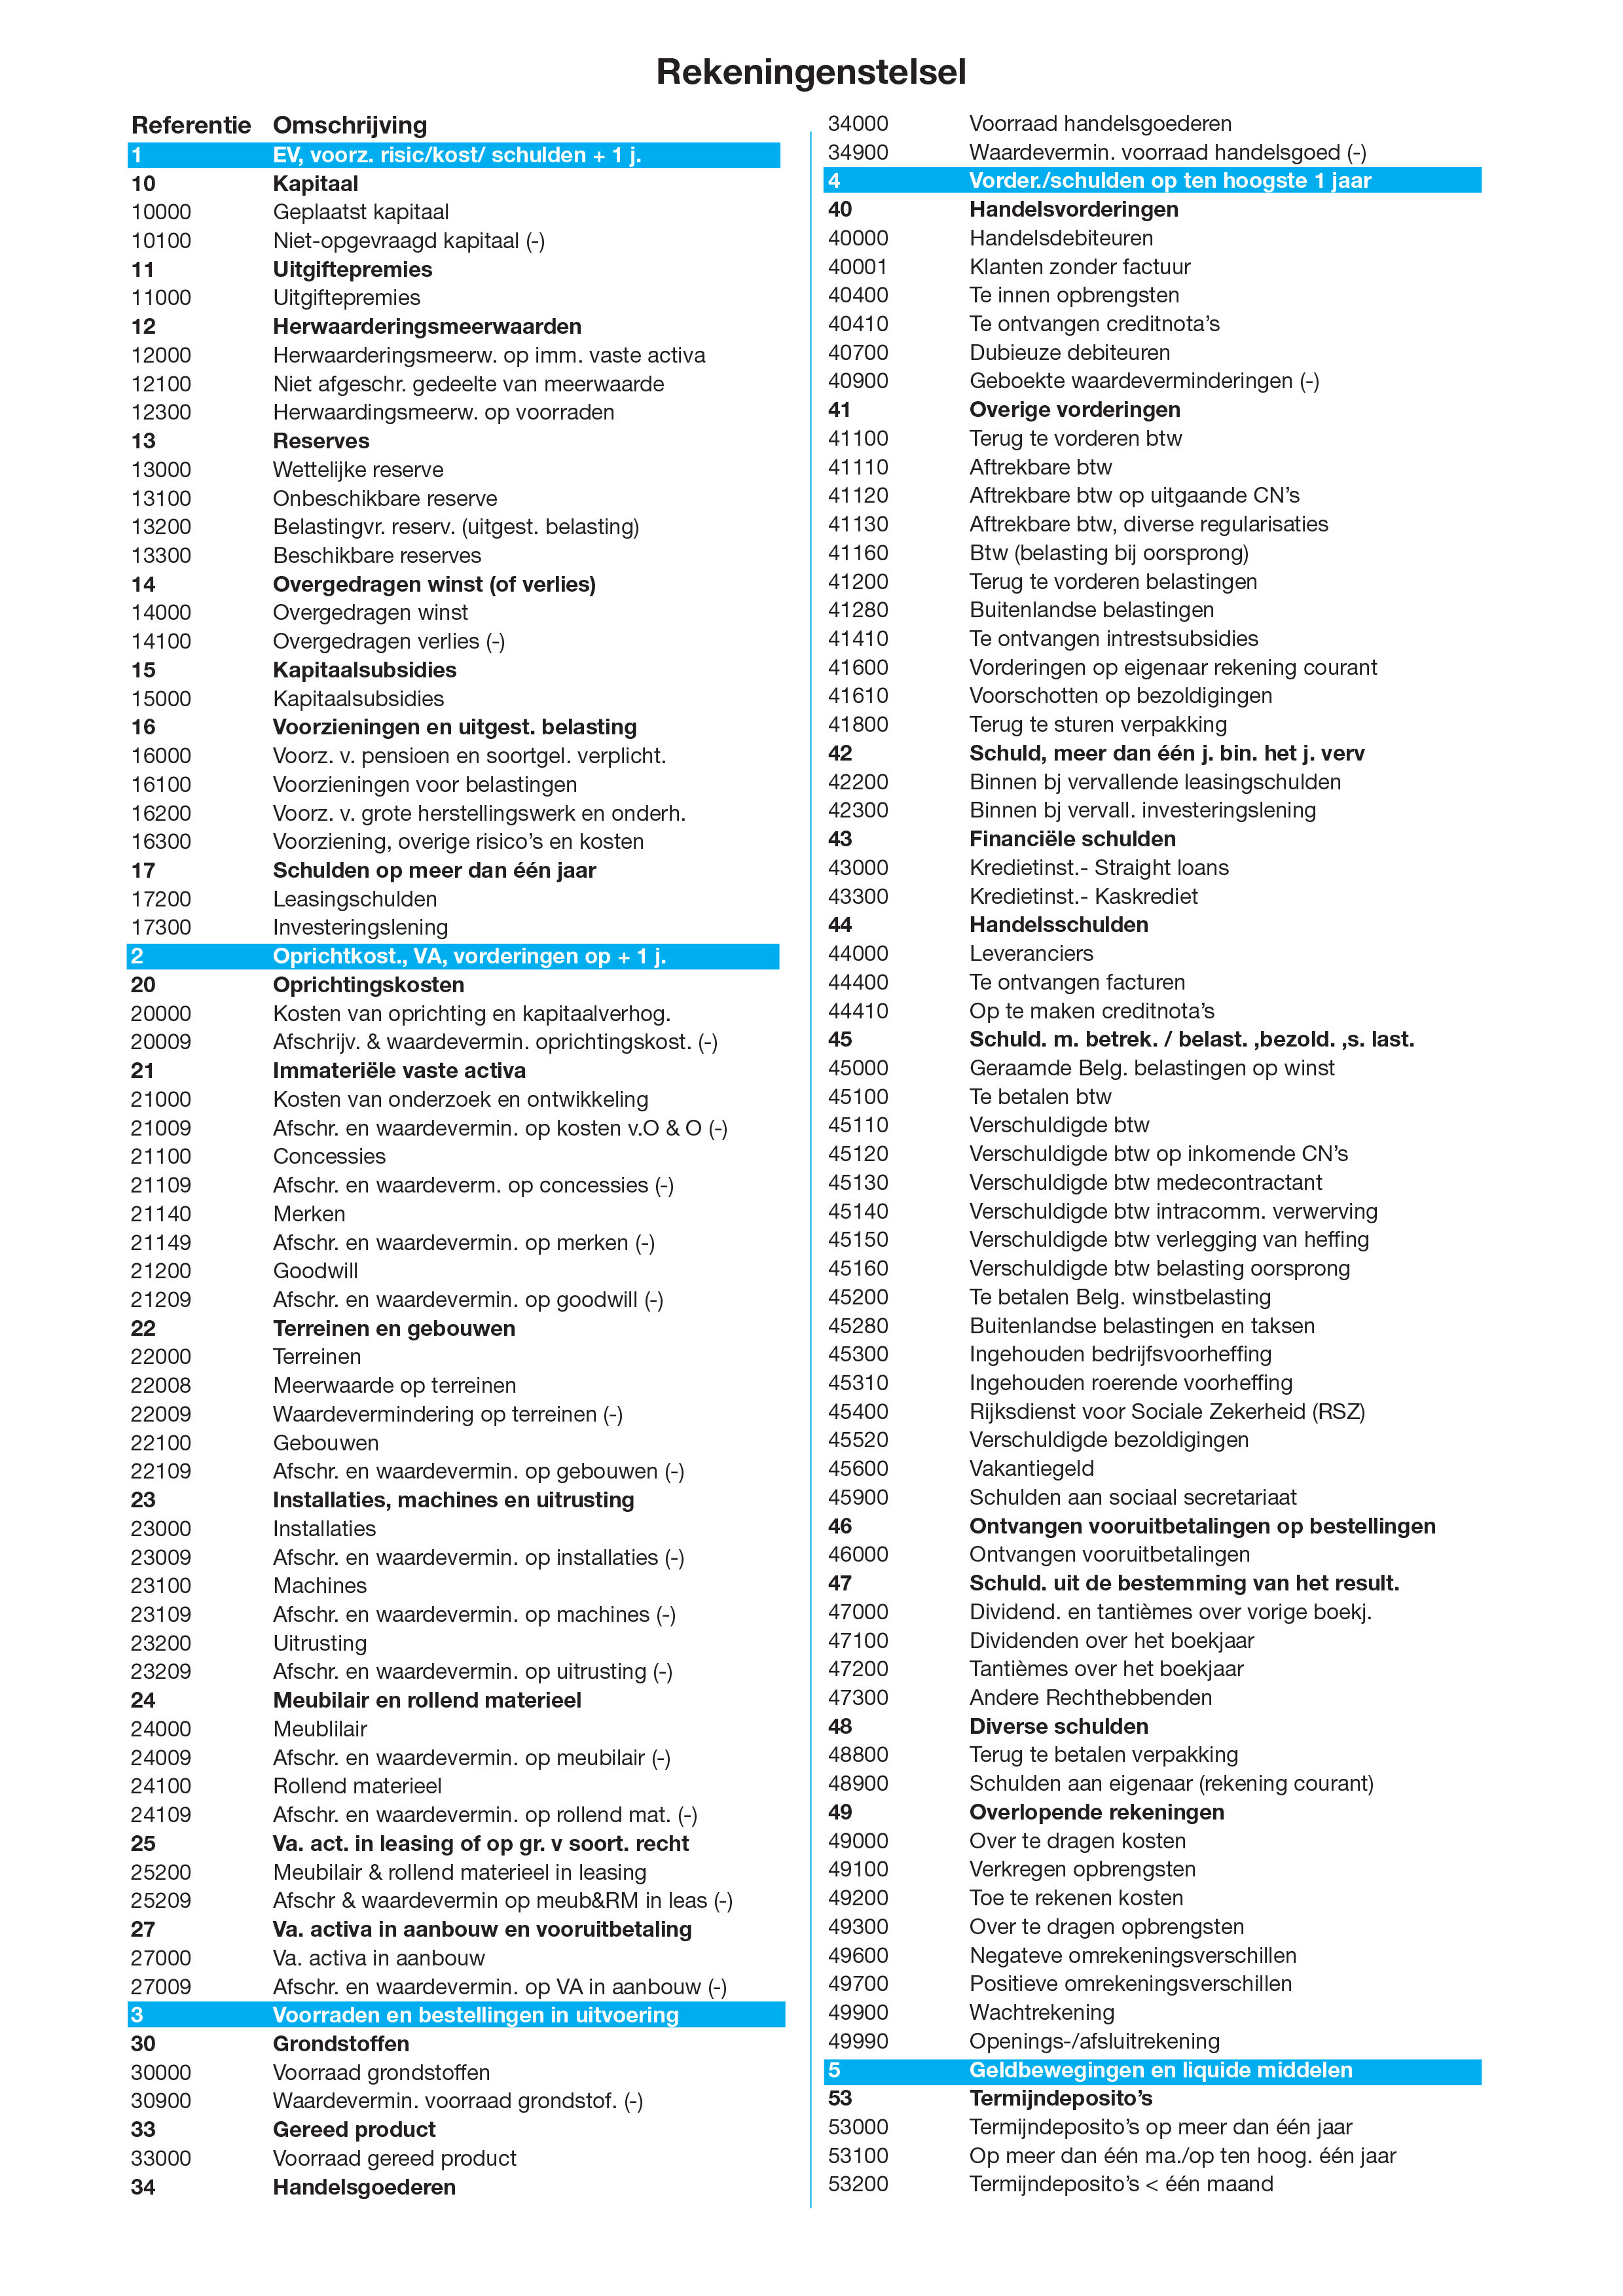 Rekeningenstelsel
Referentie Omschrijving
1 EV, voorz. risic/kost/ schulden + 1 j.
10 Kapitaal
10000 Geplaatst kapitaal
10100 Niet-opgevraagd kapitaal (-)
11 Uitgiftepremies
11000 Uitgiftepremies
12 Herwaarderingsmeerwaarden
12000 Herwaarderingsmeerw. op imm. vaste activa
12100 Niet afgeschr. gedeelte van meerwaarde
12300 Herwaardingsmeerw. op voorraden
13 Reserves
13000 Wettelijke reserve
13100 Onbeschikbare reserve
13200 Belastingvr. reserv. (uitgest. belasting)
13300 Beschikbare reserves
14 Overgedragen winst (of verlies)
14000 Overgedragen winst
14100 Overgedragen verlies (-)
15 Kapitaalsubsidies
15000 Kapitaalsubsidies
16 Voorzieningen en uitgest. belasting
16000 Voorz. v. pensioen en soortgel. verplicht.
16100 Voorzieningen voor belastingen
16200 Voorz. v. grote herstellingswerk en onderh.
16300 Voorziening, overige risico’s en kosten
17 Schulden op meer dan één jaar
17200 Leasingschulden
17300 Investeringslening
2 Oprichtkost., VA, vorderingen op + 1 j.
20 Oprichtingskosten
20000 Kosten van oprichting en kapitaalverhog.
20009 Afschrijv. & waardevermin. oprichtingskost. (-)
21 Immateriële vaste activa
21000 Kosten van onderzoek en ontwikkeling
21009 Afschr. en waardevermin. op kosten v.O & O (-)
21100 Concessies
21109 Afschr. en waardeverm. op concessies (-)
21140 Merken
21149 Afschr. en waardevermin. op merken (-)
21200 Goodwill
21209 Afschr. en waardevermin. op goodwill (-)
22 Terreinen en gebouwen
22000 Terreinen
22008 Meerwaarde op terreinen
22009 Waardevermindering op terreinen (-)
22100 Gebouwen
22109 Afschr. en waardevermin. op gebouwen (-)
23 Installaties, machines en uitrusting
23000 Installaties
23009 Afschr. en waardevermin. op installaties (-)
23100 Machines
23109 Afschr. en waardevermin. op machines (-)
23200 Uitrusting
23209 Afschr. en waardevermin. op uitrusting (-)
24 Meubilair en rollend materieel
24000 Meublilair
24009 Afschr. en waardevermin. op meubilair (-)
24100 Rollend materieel
24109 Afschr. en waardevermin. op rollend mat. (-)
25 Va. act. in leasing of op gr. v soort. recht
25200 Meubilair & rollend materieel in leasing
25209 Afschr & waardevermin op meub&RM in leas (-)
27 Va. activa in aanbouw en vooruitbetaling
27000 Va. activa in aanbouw
27009 Afschr. en waardevermin. op VA in aanbouw (-)
3 Voorraden en bestellingen in uitvoering
30 Grondstoffen
30000 Voorraad grondstoffen
30900 Waardevermin. voorraad grondstof. (-)
33 Gereed product
33000 Voorraad gereed product
34 Handelsgoederen
34000 Voorraad handelsgoederen
34900 Waardevermin. voorraad handelsgoed (-)
4 Vorder./schulden op ten hoogste 1 jaar
40 Handelsvorderingen
40000 Handelsdebiteuren
40001 Klanten zonder factuur
40400 Te innen opbrengsten
40410 Te ontvangen creditnota’s
40700 Dubieuze debiteuren
40900 Geboekte waardeverminderingen (-)
41 Overige vorderingen
41100 Terug te vorderen btw
41110 Aftrekbare btw
41120 Aftrekbare btw op uitgaande CN’s
41130 Aftrekbare btw, diverse regularisaties
41160 Btw (belasting bij oorsprong)
41200 Terug te vorderen belastingen
41280 Buitenlandse belastingen
41410 Te ontvangen intrestsubsidies
41600 Vorderingen op eigenaar rekening courant
41610 Voorschotten op bezoldigingen
41800 Terug te sturen verpakking
42 Schuld, meer dan één j. bin. het j. verv
42200 Binnen bj vervallende leasingschulden
42300 Binnen bj vervall. investeringslening
43 Financiële schulden
43000 Kredietinst.- Straight loans
43300 Kredietinst.- Kaskrediet
44 Handelsschulden
44000 Leveranciers
44400 Te ontvangen facturen
44410 Op te maken creditnota’s
45 Schuld. m. betrek. / belast. ,bezold. ,s. last.
45000 Geraamde Belg. belastingen op winst
45100 Te betalen btw
45110 Verschuldigde btw
45120 Verschuldigde btw op inkomende CN’s
45130 Verschuldigde btw medecontractant
45140 Verschuldigde btw intracomm. verwerving
45150 Verschuldigde btw verlegging van heffing
45160 Verschuldigde btw belasting oorsprong
45200 Te betalen Belg. winstbelasting
45280 Buitenlandse belastingen en taksen
45300 Ingehouden bedrijfsvoorheffing
45310 Ingehouden roerende voorheffing
45400 Rijksdienst voor Sociale Zekerheid (RSZ)
45520 Verschuldigde bezoldigingen
45600 Vakantiegeld
45900 Schulden aan sociaal secretariaat
46 Ontvangen vooruitbetalingen op bestellingen
46000 Ontvangen vooruitbetalingen
47 Schuld. uit de bestemming van het result.
47000 Dividend. en tantièmes over vorige boekj.
47100 Dividenden over het boekjaar
47200 Tantièmes over het boekjaar
47300 Andere Rechthebbenden
48 Diverse schulden
48800 Terug te betalen verpakking
48900 Schulden aan eigenaar (rekening courant)
49 Overlopende rekeningen
49000 Over te dragen kosten
49100 Verkregen opbrengsten
49200 Toe te rekenen kosten
49300 Over te dragen opbrengsten
49600 Negateve omrekeningsverschillen
49700 Positieve omrekeningsverschillen
49900 Wachtrekening
49990 Openings-/afsluitrekening
5 Geldbewegingen en liquide middelen
53 Termijndeposito’s
53000 Termijndeposito’s op meer dan één jaar
53100 Op meer dan één ma./op ten hoog. één jaar
53200 Termijndeposito’s < één maand